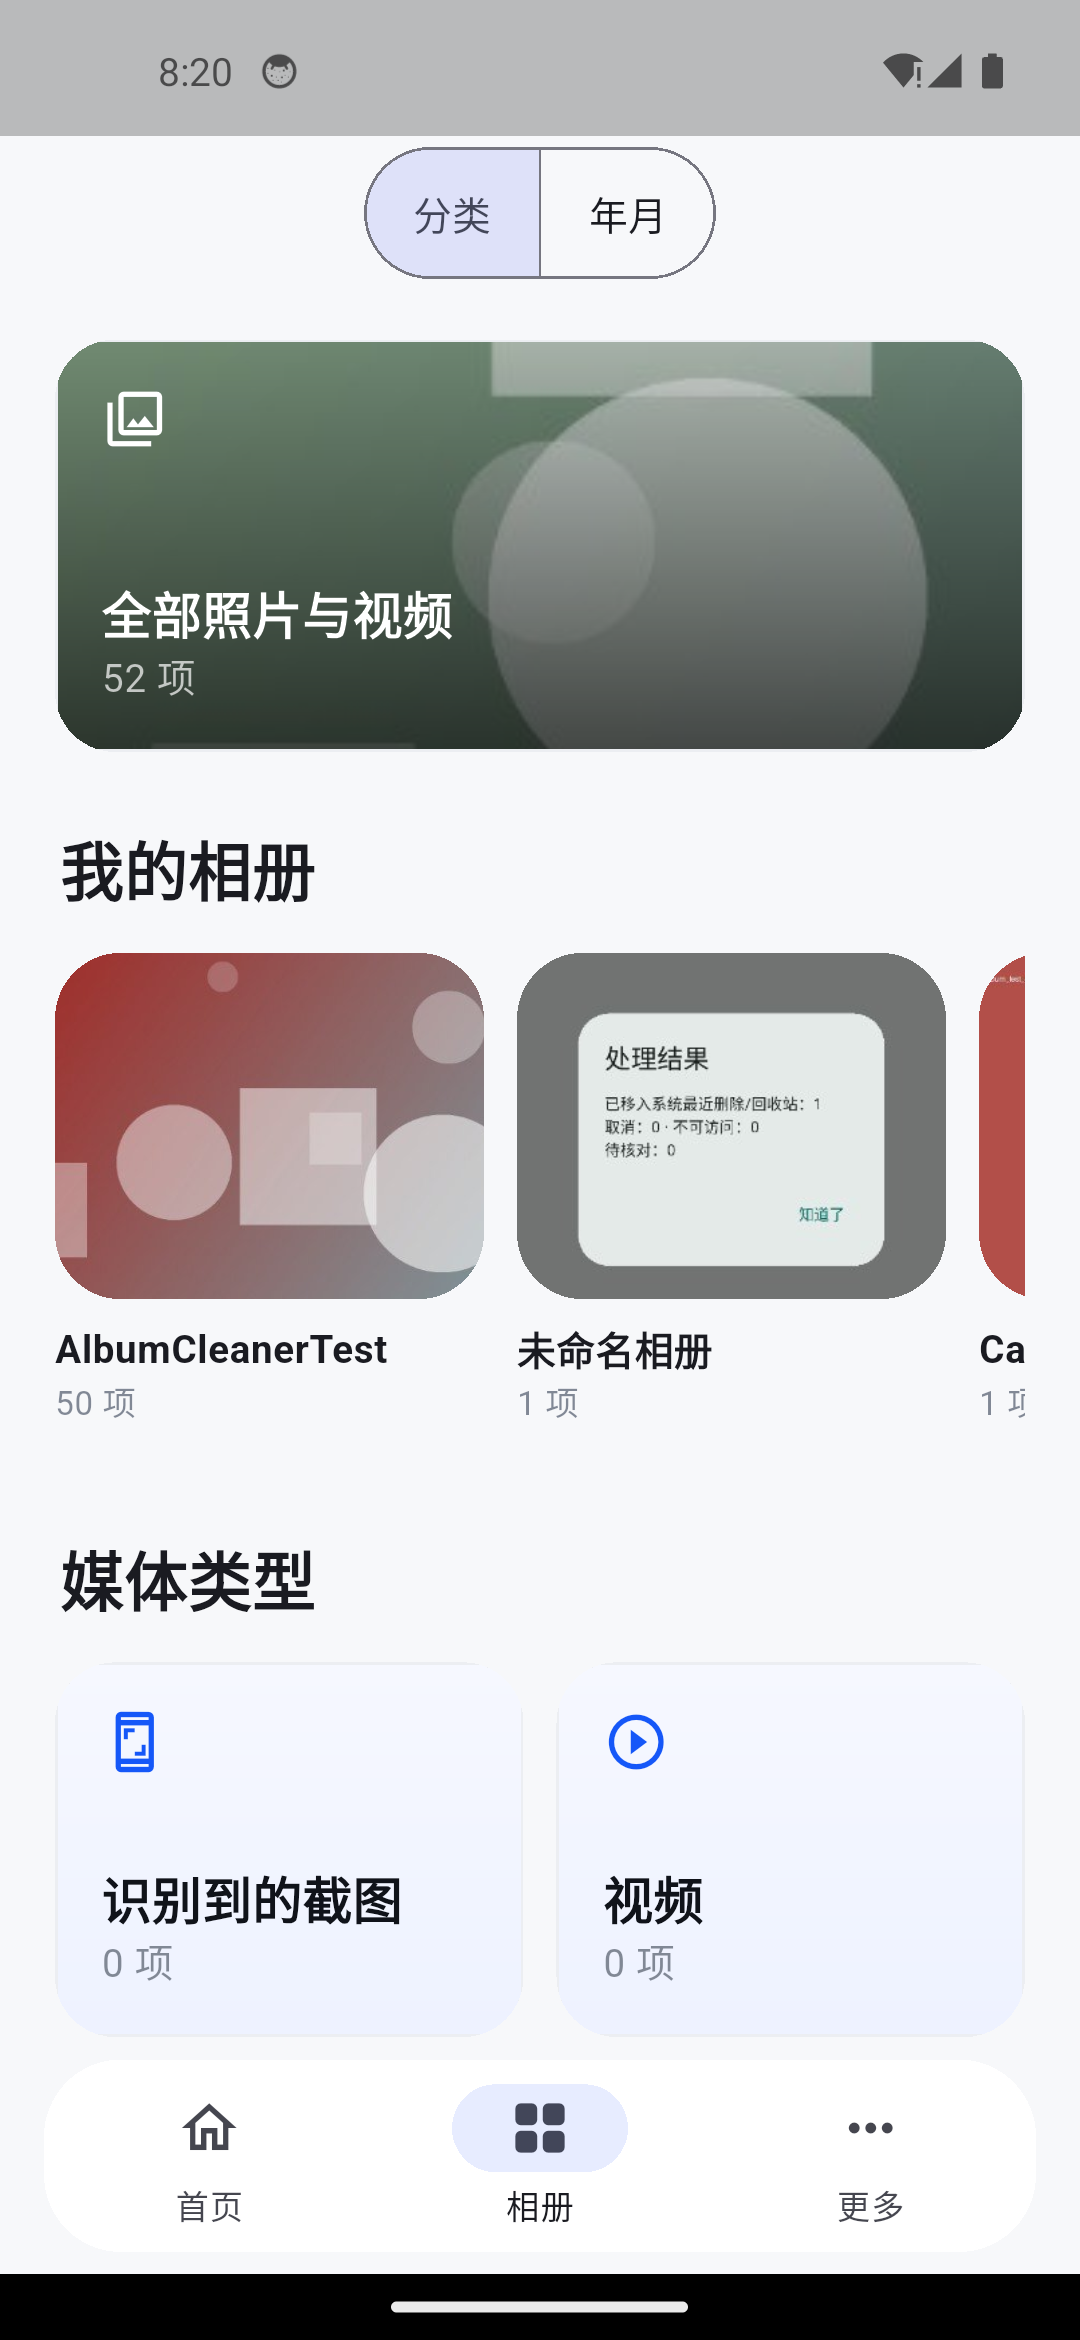 8:20
分类
年月
全部照片与视频
52 项
我的相册
处理结果
已移入系统最近删除/回收站：1
取消：0 · 不可访问：0
待核对：0
知道了
AlbumCleanerTest
50 项
未命名相册
1 项
Ca
1 项
媒体类型
识别到的截图
0 项
视频
0 项
首页
相册
更多